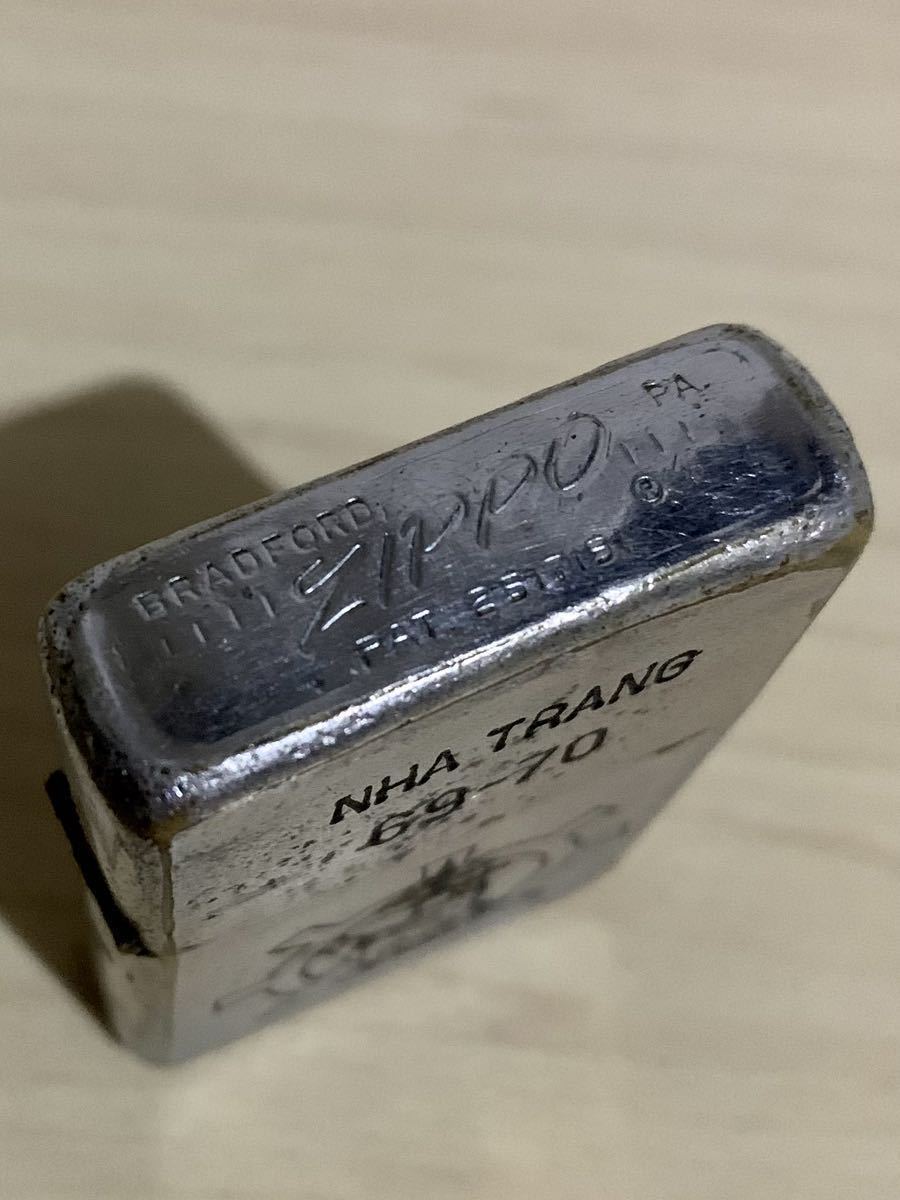 BRADFORD, PA.
|||||| Zippo |||| ®
PAT. 2517191
NHA TRANG
69-70